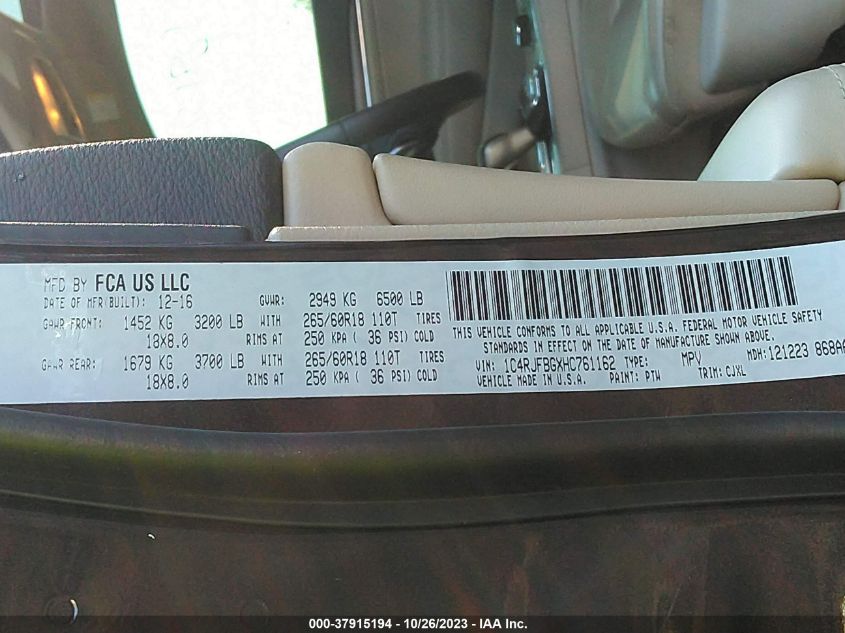 MFD BY FCA US LLC
DATE OF MFR(BUILT): 12-16 GVWR: 2949 KG 6500 LB
GAWR FRONT: 1452 KG 3200 LB WITH 265/60R18 110T TIRES
18X8.0 RIMS AT 250 KPA ( 36 PSI) COLD
GAWR REAR: 1679 KG 3700 LB WITH 265/60R18 110T TIRES
18X8.0 RIMS AT 250 KPA ( 36 PSI) COLD
THIS VEHICLE CONFORMS TO ALL APPLICABLE U.S.A. FEDERAL MOTOR VEHICLE SAFETY
STANDARDS IN EFFECT ON THE DATE OF MANUFACTURE SHOWN ABOVE.
VIN: 1C4RJFBGXHC761162 TYPE: MPV MDH: 121223
VEHICLE MADE IN U.S.A. PAINT: PTW TRIM: CJXL
000-37915194 - 10/26/2023 - IAA Inc.